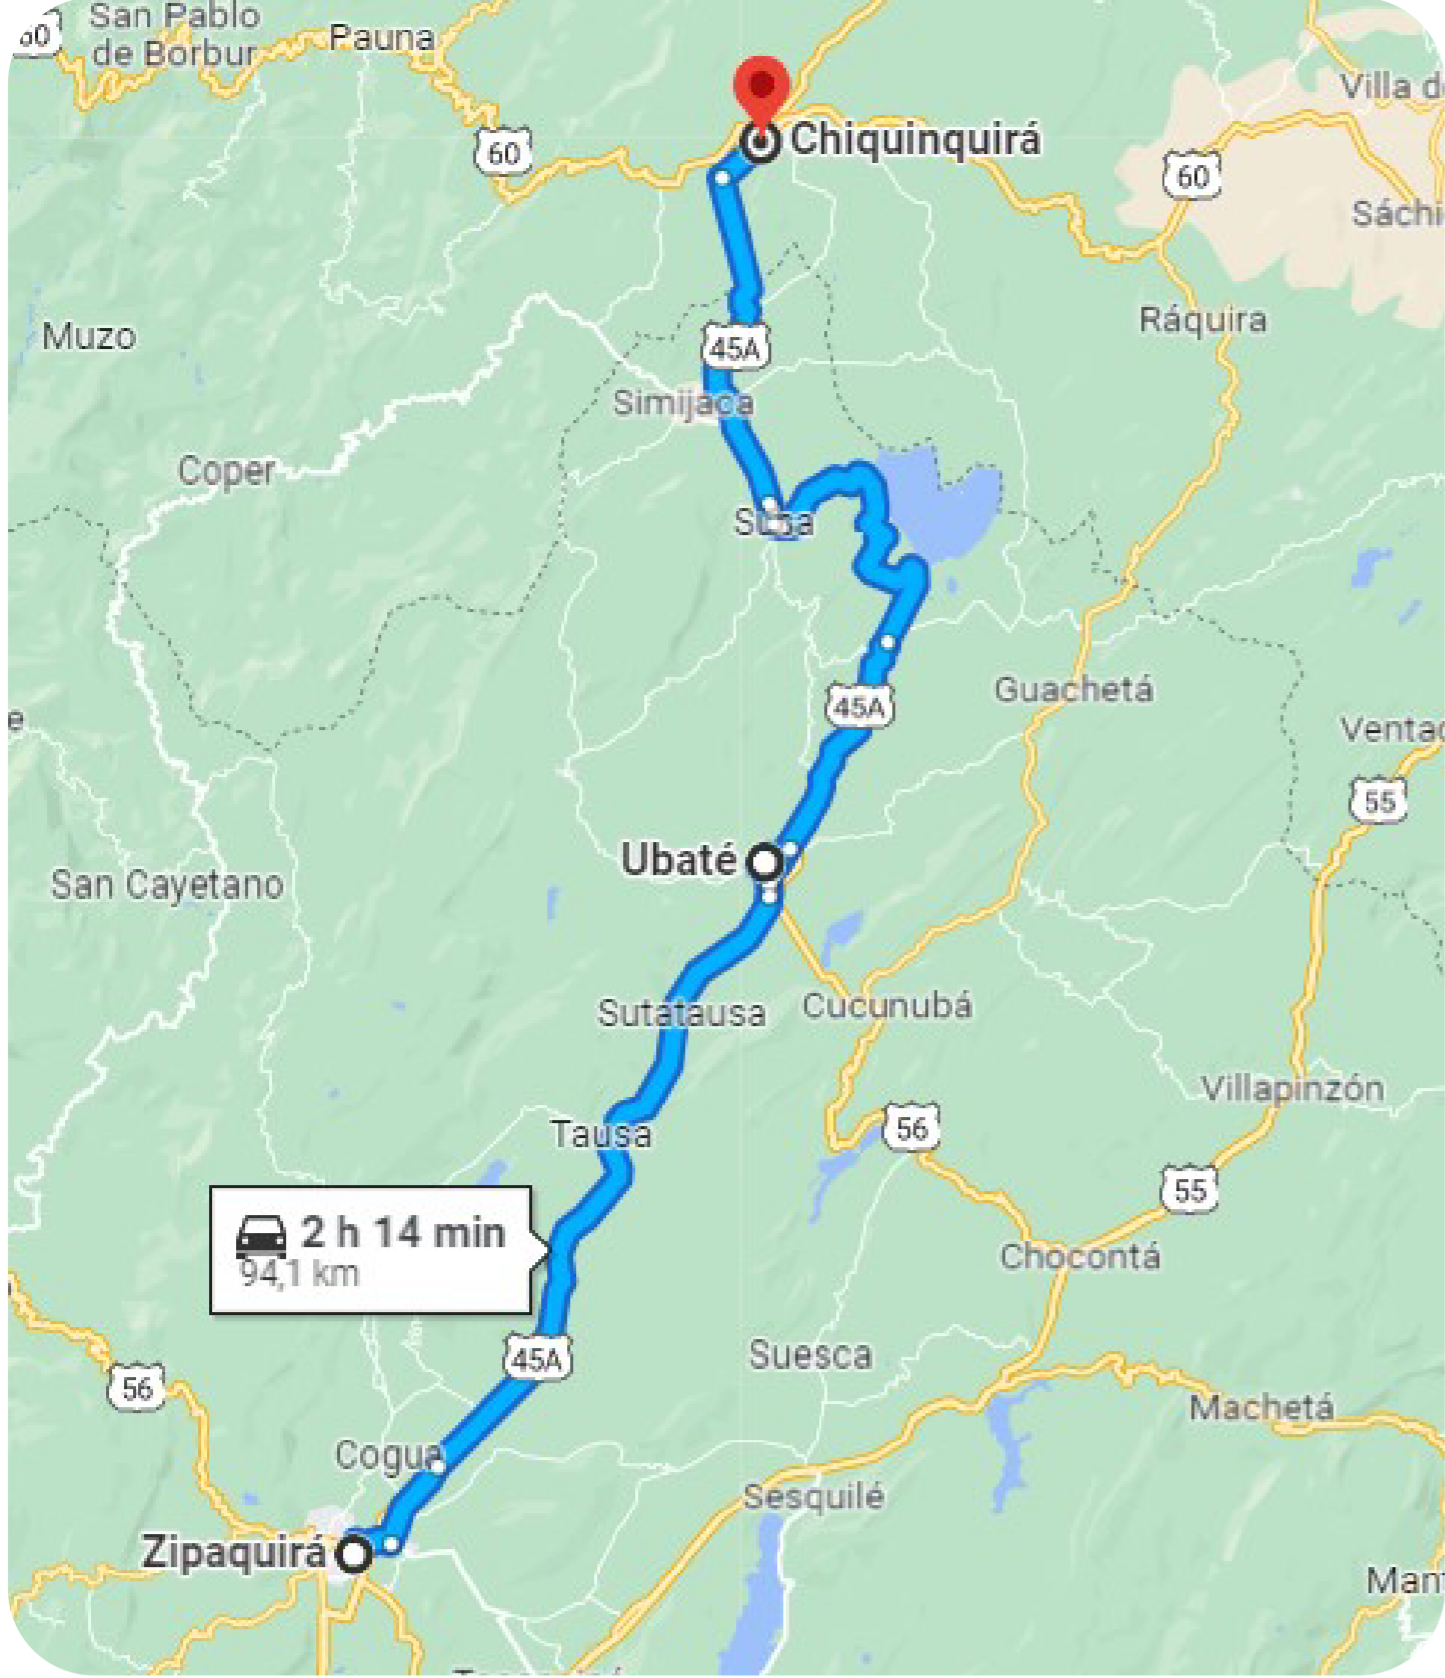 San Pablo
de Borbur
Pauna
60
Chiquinquirá
Villa d
60
Sáchi
Ráquira
Muzo
45A
Simijaca
Coper
Susa
Guachetá
45A
Ventaq
55
Ubaté
San Cayetano
Sutatausa
Cucunubá
Villapinzón
56
Tausa
55
2 h 14 min
94,1 km
Chocontá
45A
Suesca
56
Machetá
Cogua
Sesquilé
Zipaquirá
Man